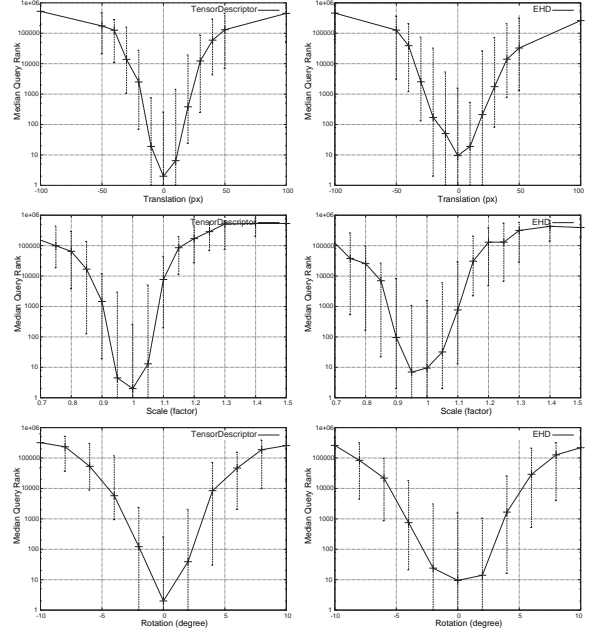 1e+06
TensorDescriptor
100000
10000
1000
100
10
1
Median Query Rank
-100 -50 0 50 100
Translation (px)
1e+06
EHD
100000
10000
1000
100
10
1
Median Query Rank
-100 -50 0 50 100
Translation (px)
1e+06
TensorDescriptor
100000
10000
1000
100
10
1
Median Query Rank
0.7 0.8 0.9 1 1.1 1.2 1.3 1.4 1.5
Scale (factor)
1e+06
EHD
100000
10000
1000
100
10
1
Median Query Rank
0.7 0.8 0.9 1 1.1 1.2 1.3 1.4 1.5
Scale (factor)
1e+06
TensorDescriptor
100000
10000
1000
100
10
1
Median Query Rank
-10 -5 0 5 10
Rotation (degree)
1e+06
EHD
100000
10000
1000
100
10
1
Median Query Rank
-10 -5 0 5 10
Rotation (degree)